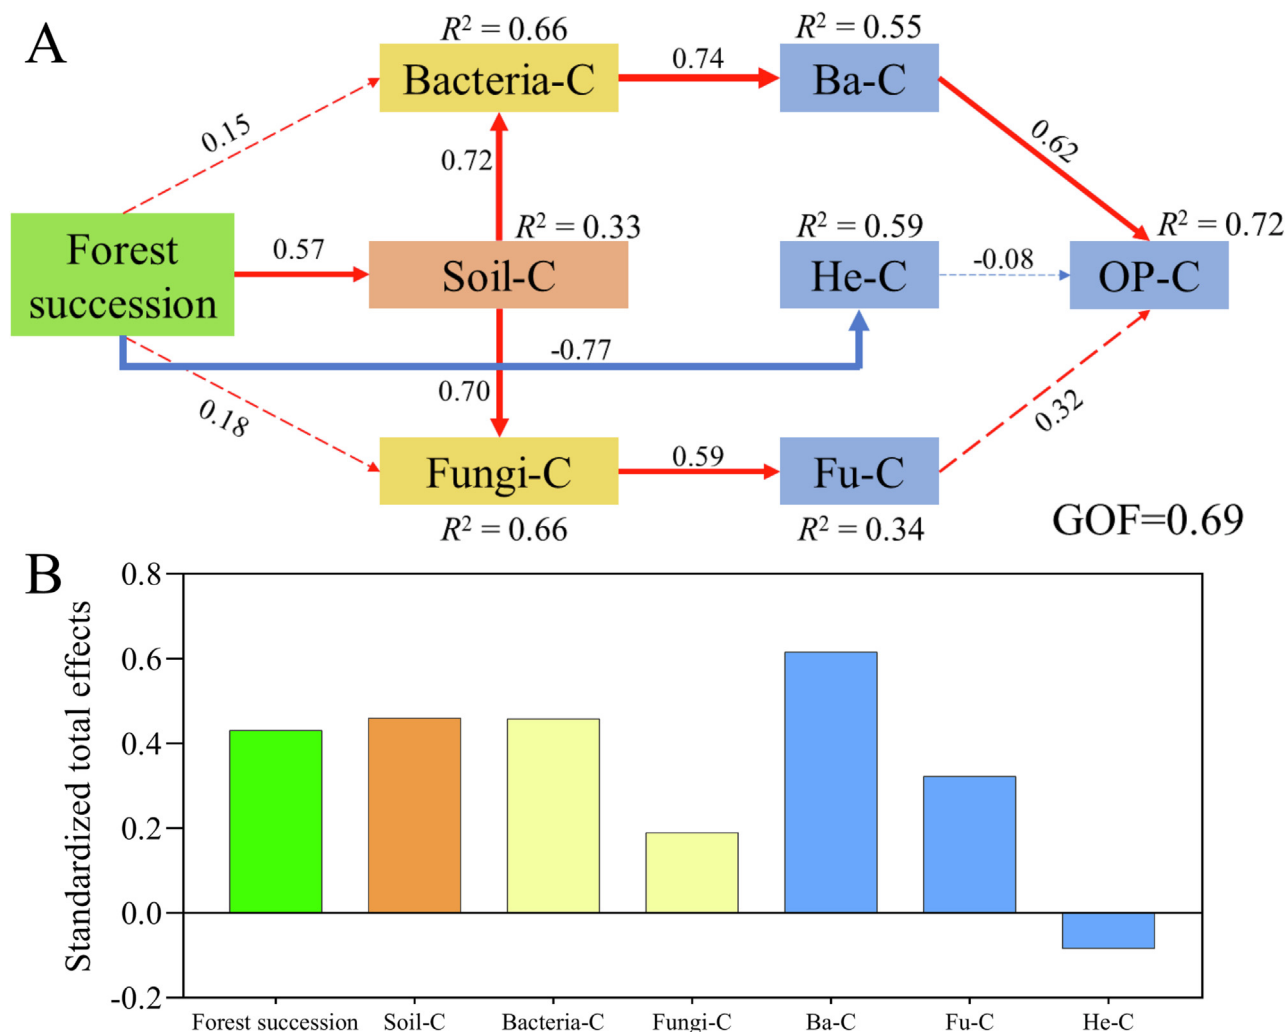 A
R² = 0.66
R² = 0.55
Bacteria-C
0.74
Ba-C
0.15
0.72
0.62
Forest
succession
0.57
R² = 0.33
Soil-C
R² = 0.59
He-C
-0.08
R² = 0.72
OP-C
-0.77
0.70
0.18
0.32
Fungi-C
0.59
Fu-C
R² = 0.66
R² = 0.34
GOF=0.69
B
Standardized total effects
0.8
0.6
0.4
0.2
0.0
-0.2
Forest succession
Soil-C
Bacteria-C
Fungi-C
Ba-C
Fu-C
He-C